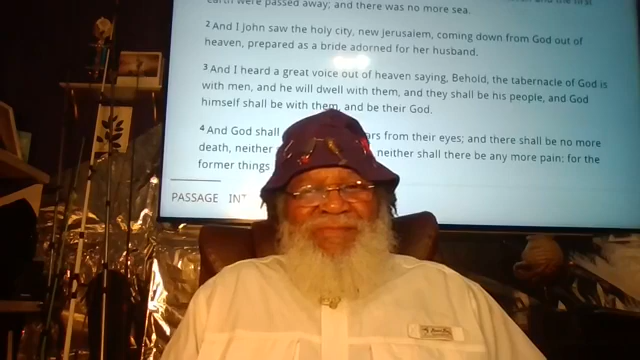 earth were passed away; and there was no more sea.
2 And I John saw the holy city, new Jerusalem, coming down from God out of
heaven, prepared as a bride adorned for her husband.
3 And I heard a great voice out of heaven saying, Behold, the tabernacle of God is
with men, and he will dwell with them, and they shall be his people, and God
himself shall be with them, and be their God.
4 And God shall ars from their eyes; and there shall be no more
death, neither neither shall there be any more pain: for the
former things
PASSAGE INT